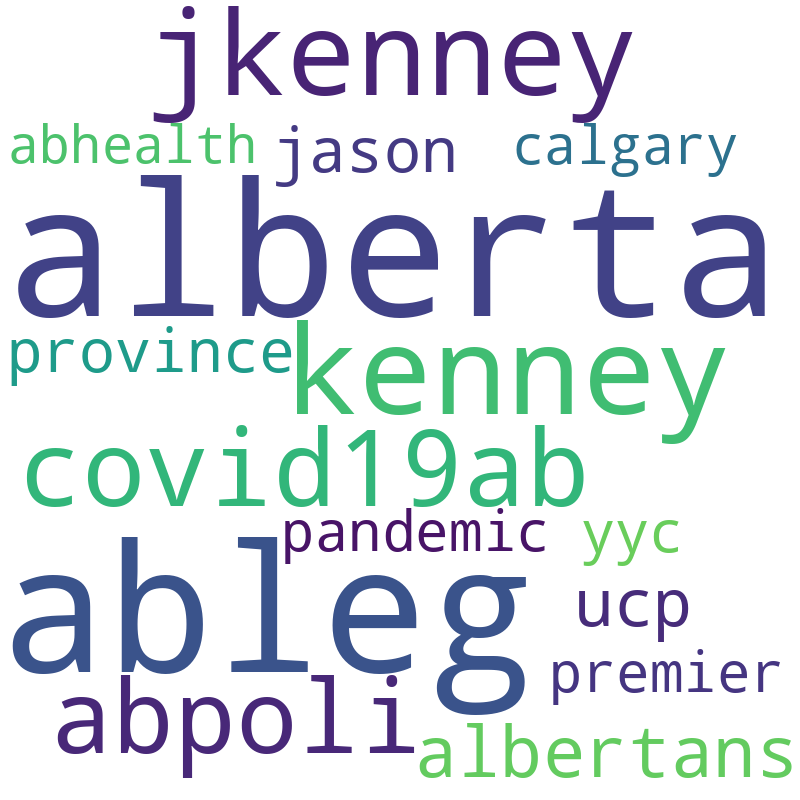 jkenney
abhealth jason calgary
alberta
province kenney
covid19ab
pandemic yyc
ableg ucp
premier
abpoli albertans